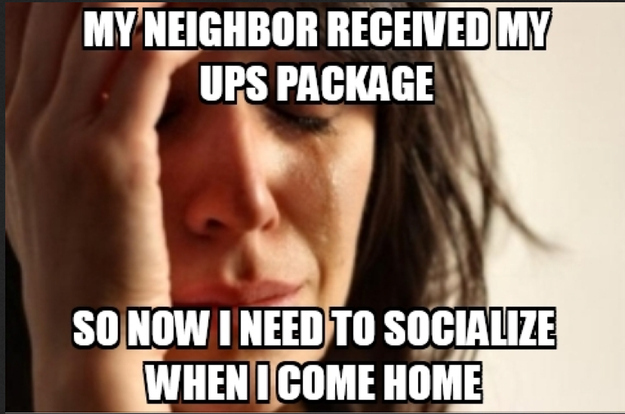 MY NEIGHBOR RECEIVED MY
UPS PACKAGE
SO NOW I NEED TO SOCIALIZE
WHEN I COME HOME